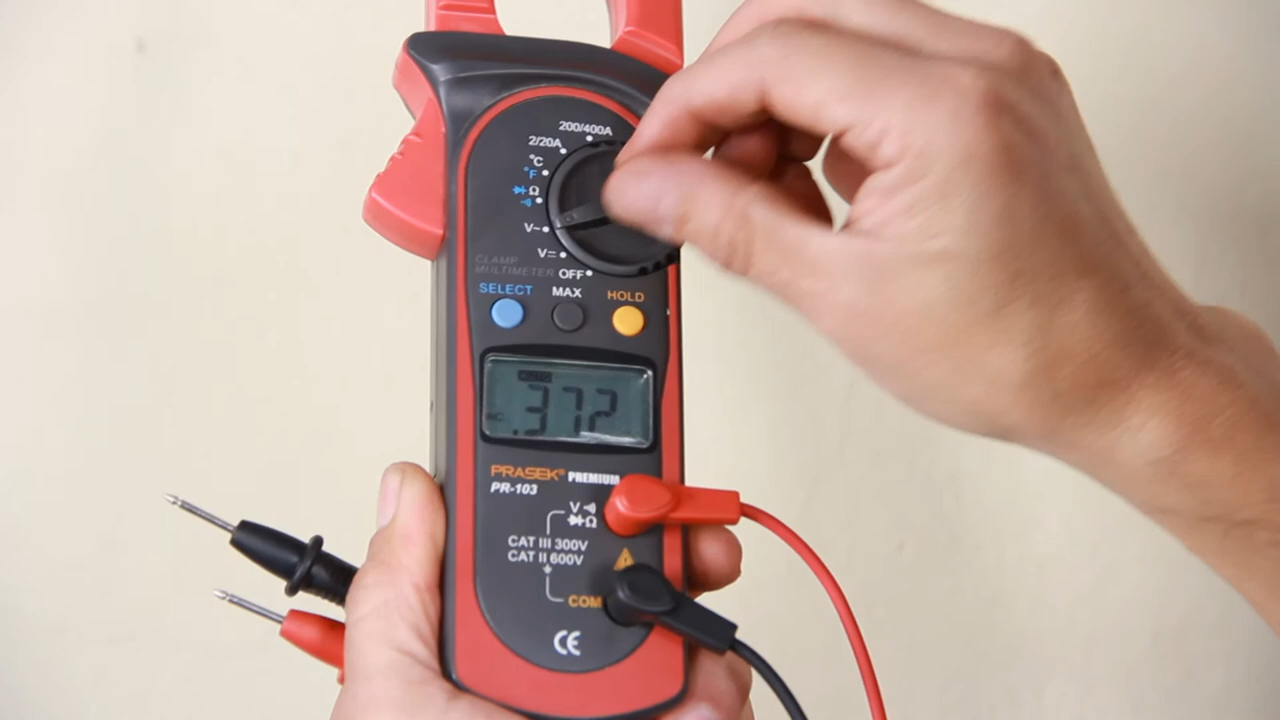 200/400A
2/20A
°C
°F
Ω
V~
V=
CLAMP
MULTIMETER OFF
SELECT MAX HOLD
.372
PRASEK® PREMIUM
PR-103
V
Ω
CAT III 300V
CAT II 600V
COM
CE